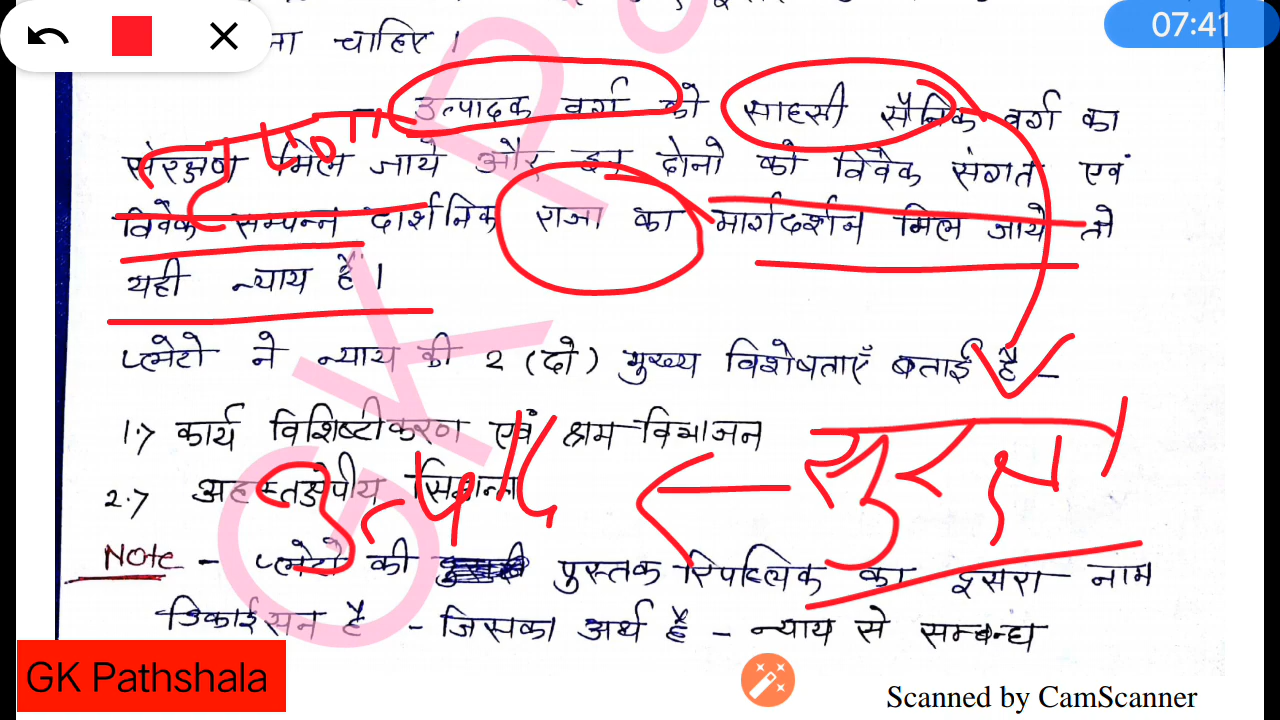 07:41
ना चाहिए ।
उत्पादक वर्ग को साहसी सैनिक वर्ग का
संरक्षण मिल जाये और इन दोनो को विवेक संगत एवं
विवेक सम्पन्न दार्शनिक राजा का मार्गदर्शन मिल जाये तो
यही न्याय है ।
प्लेटो ने न्याय की 2 (दो) मुख्य विशेषताएँ बताई है –
1.> कार्य विशिष्टीकरण एवं श्रम विभाजन
2.> अहस्तक्षेपीय सिद्धान्त
सुरक्षा
Note – प्लेटो की पुस्तक रिपब्लिक का दूसरा नाम
डिकाईसन है – जिसका अर्थ है – न्याय से सम्बन्ध
GK Pathshala
Scanned by CamScanner